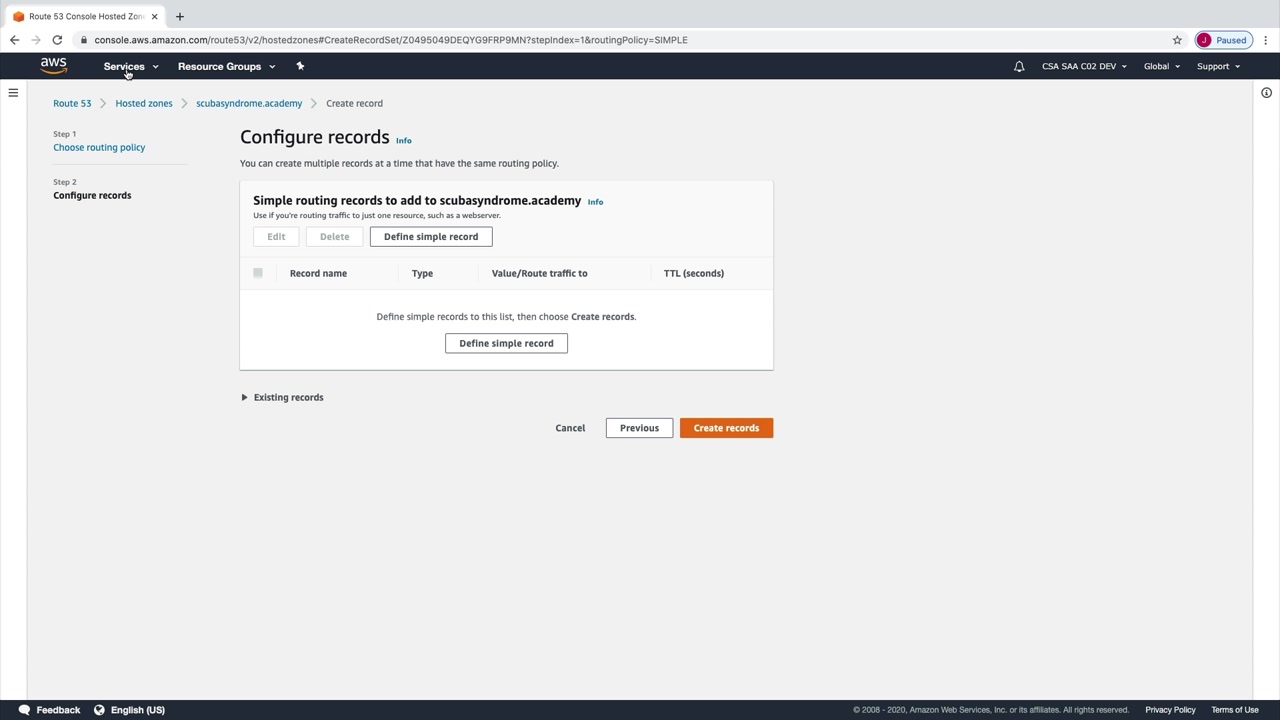 Route 53 Console Hosted Zon
console.aws.amazon.com/route53/v2/hostedzones#CreateRecordSet/Z0495049DEQYG9FRP9MN?stepIndex=1&routingPolicy=SIMPLE
J Paused
aws Services Resource Groups CSA SAA C02 DEV Global Support
Route 53 Hosted zones scubasyndrome.academy Create record
Step 1
Choose routing policy
Step 2
Configure records
Configure records Info
You can create multiple records at a time that have the same routing policy.
Simple routing records to add to scubasyndrome.academy Info
Use if you're routing traffic to just one resource, such as a webserver.
Edit Delete Define simple record
Record name Type Value/Route traffic to TTL (seconds)
Define simple records to this list, then choose Create records.
Define simple record
Existing records
Cancel Previous Create records
Feedback English (US) © 2008 - 2020, Amazon Web Services, Inc. or its affiliates. All rights reserved. Privacy Policy Terms of Use